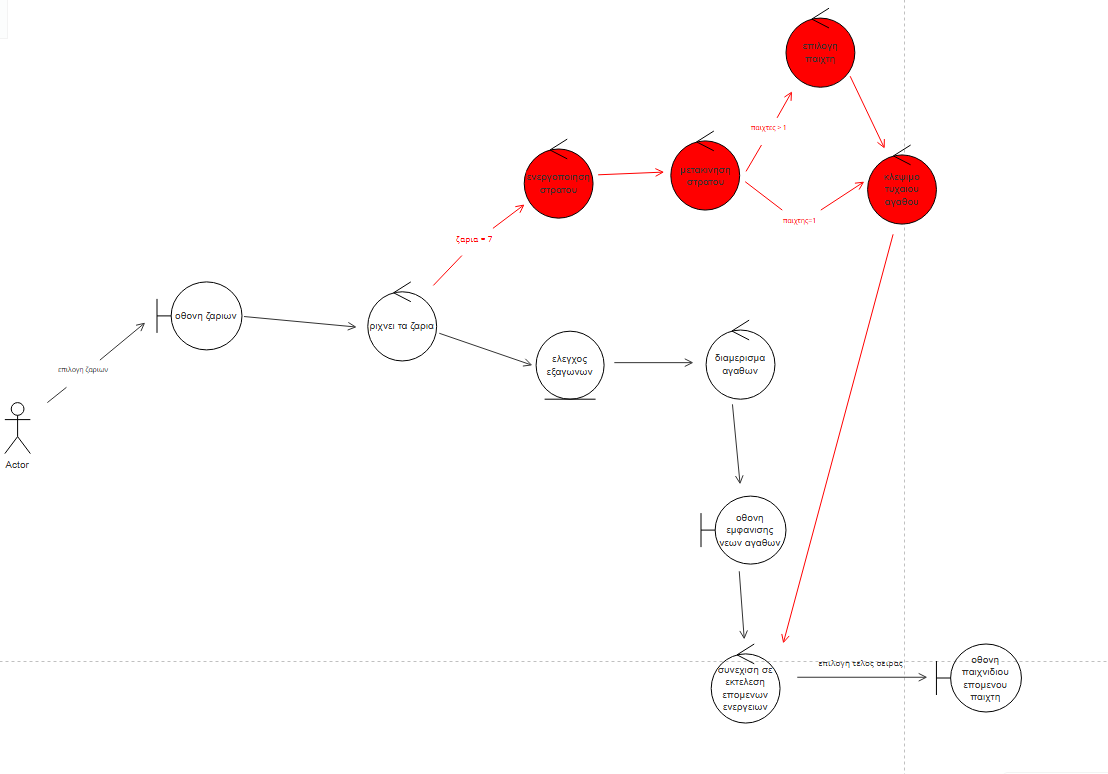 επιλογη
παιχτη
παιχτες > 1
ενεργοποιηση
στρατου
μετακινηση
στρατου
κλεψιμο
τυχαιου
αγαθου
παιχτης=1
ζαρια = 7
οθονη ζαριων
ριχνει τα ζαρια
επιλογη ζαριων
ελεγχος
εξαγωνων
διαμερισμα
αγαθων
Actor
οθονη
εμφανισης
νεων αγαθων
συνεχιση σε
εκτελεση
επομενων
ενεργειων
επιλογη τελος σειρας
οθονη
παιχνιδιου
επομενου
παιχτη